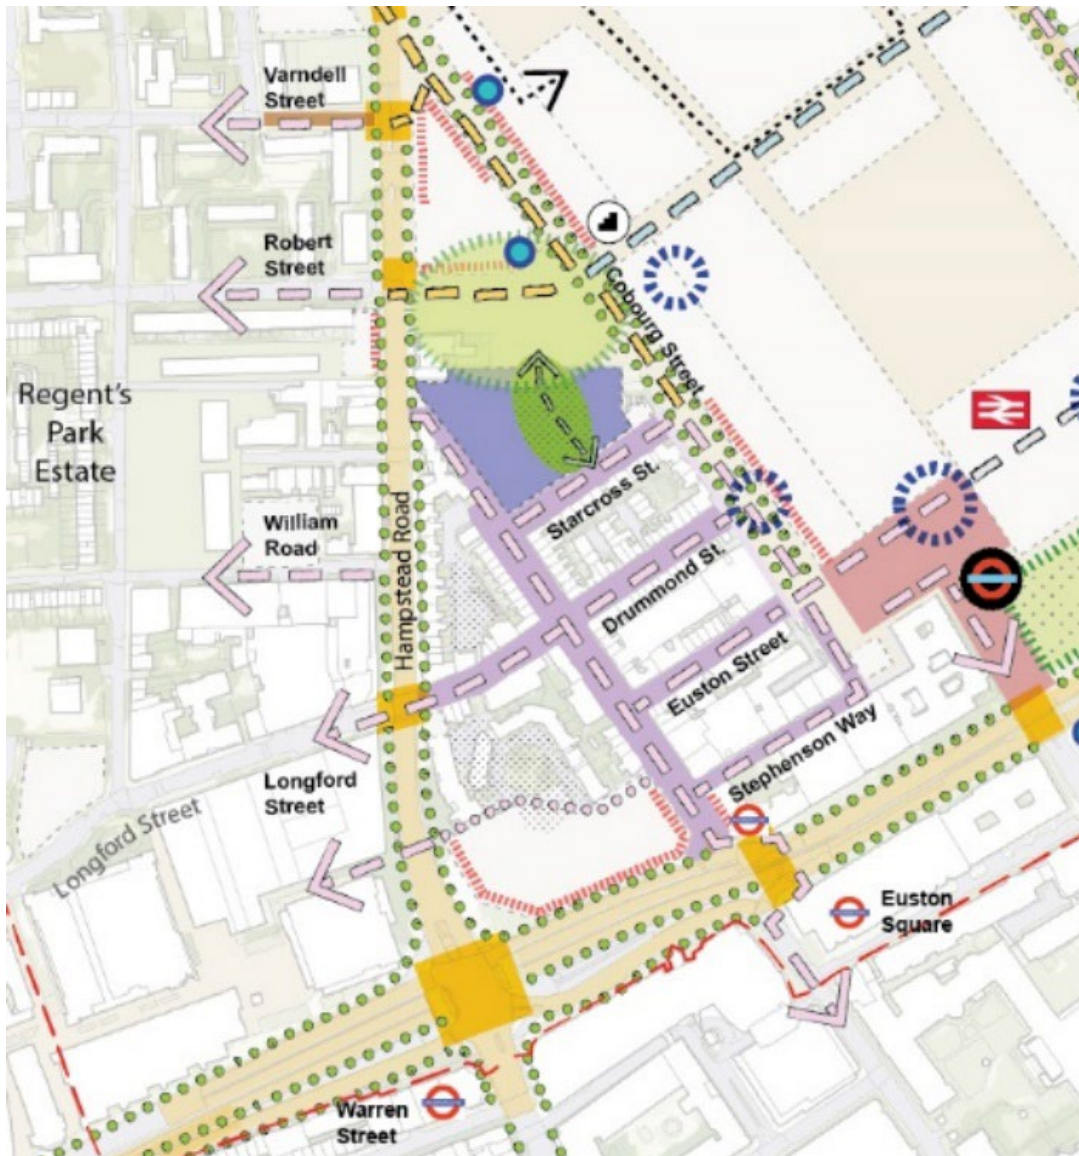 Varndell
Street
Robert
Street
Cobourg Street
Regent's
Park
Estate
Hampstead Road
Starcross St.
William
Road
Drummond St.
Euston Street
Stephenson Way
Longford
Street
Longford Street
Euston
Square
Warren
Street